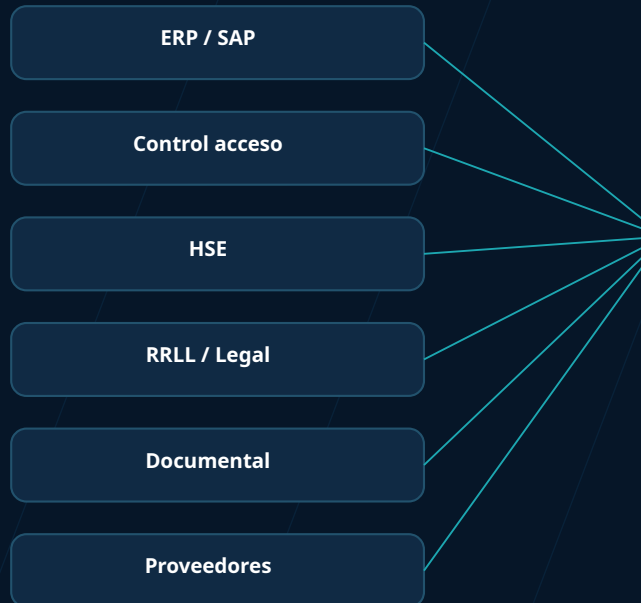 ERP / SAP
Control acceso
HSE
RRLL / Legal
Documental
Proveedores